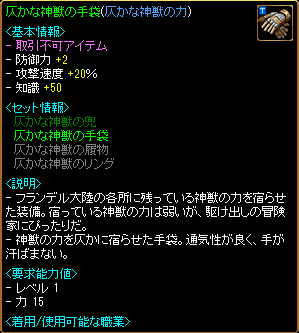 仄かな神獣の手袋(仄かな神獣の力)
<基本情報>
- 取引不可アイテム
- 防御力 +2
- 攻撃速度 +20%
- 知識 +50
<セット情報>
仄かな神獣の兜
仄かな神獣の手袋
仄かな神獣の履物
仄かな神獣のリング
<説明>
- フランデル大陸の各所に残っている神獣の力を宿らせ
た装備。宿っている神獣の力は弱いが、駆け出しの冒険
家にぴったりだ。
- 神獣の力を仄かに宿らせた手袋。通気性が良く、手が
汗ばまない。
<要求能力値>
- レベル 1
- 力 15
<着用/使用可能な職業>